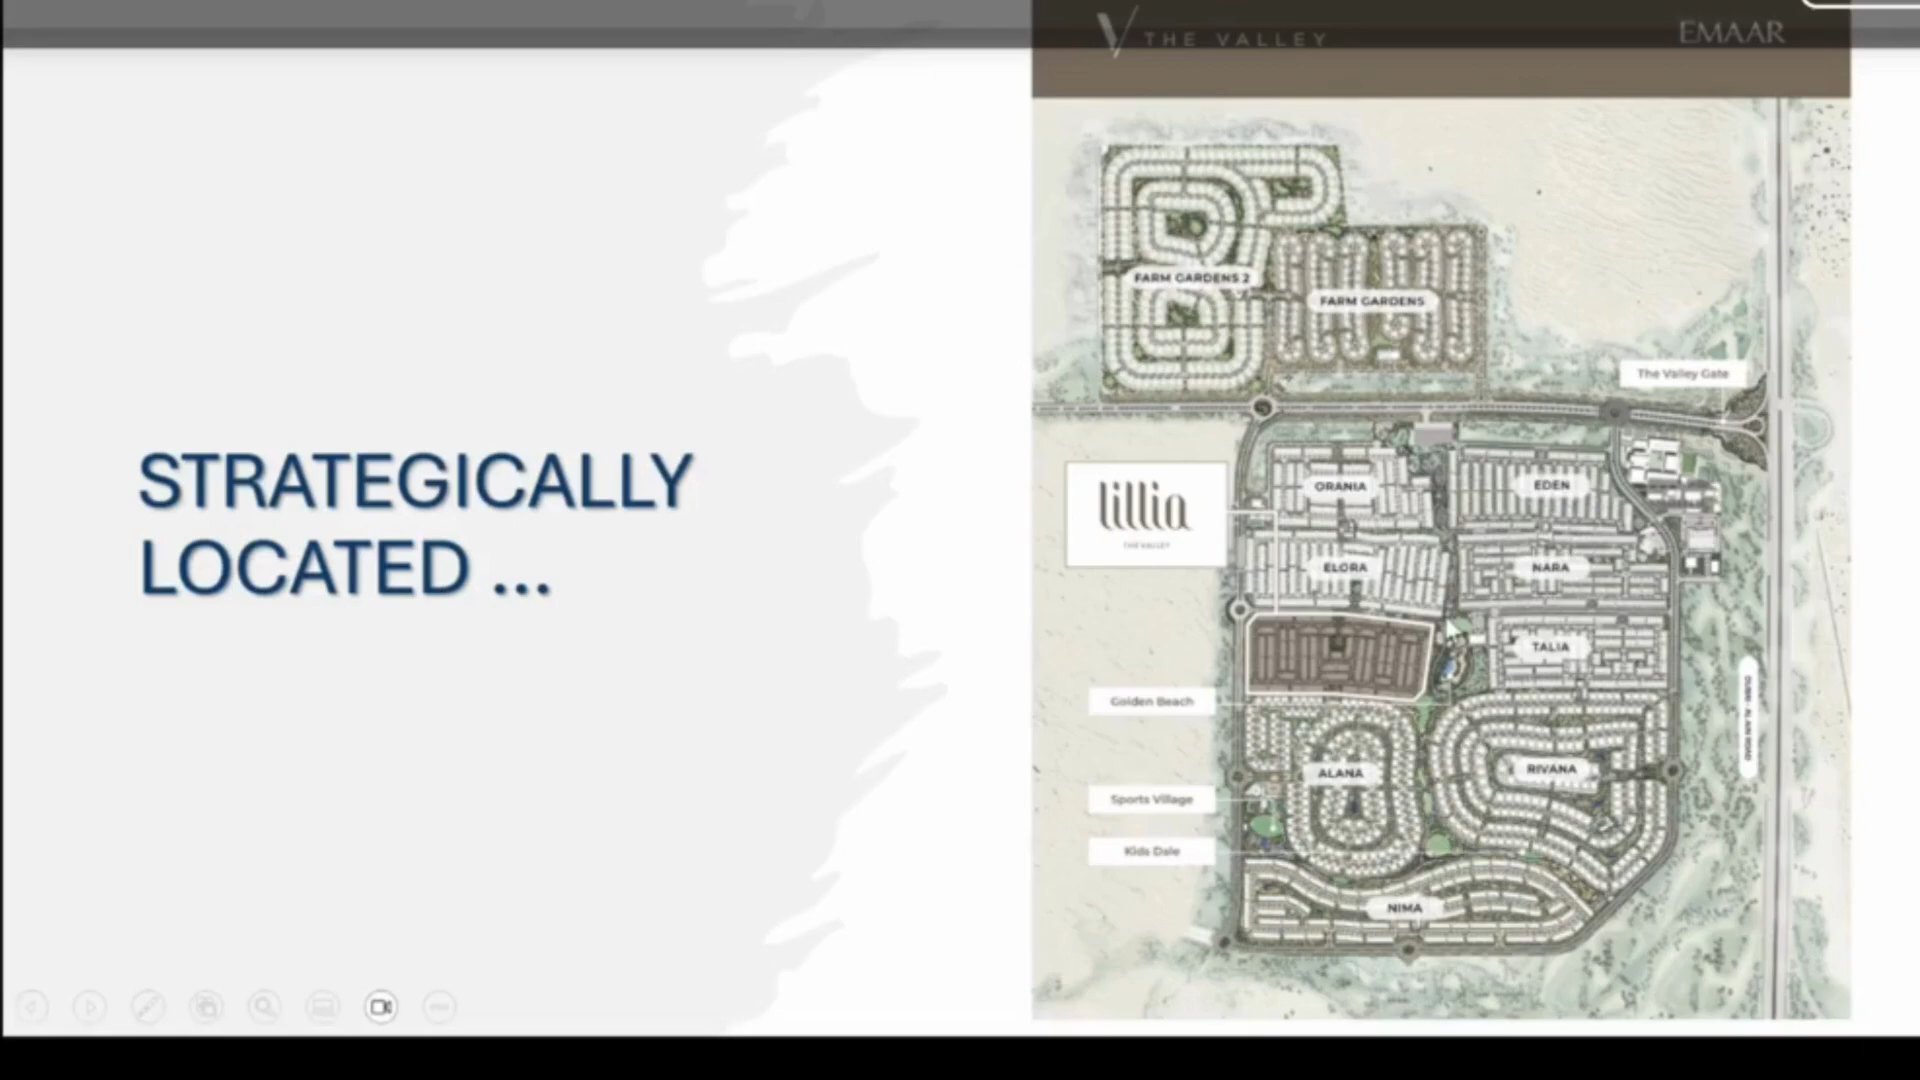 THE VALLEY
EMAAR
FARM GARDENS 2
FARM GARDENS
The Valley Gate
STRATEGICALLY
LOCATED ...
lillia
THE VALLEY
ORANIA
EDEN
ELORA
NARA
TALIA
Golden Beach
ALANA
RIVANA
Sports Village
Kids Dale
NIMA